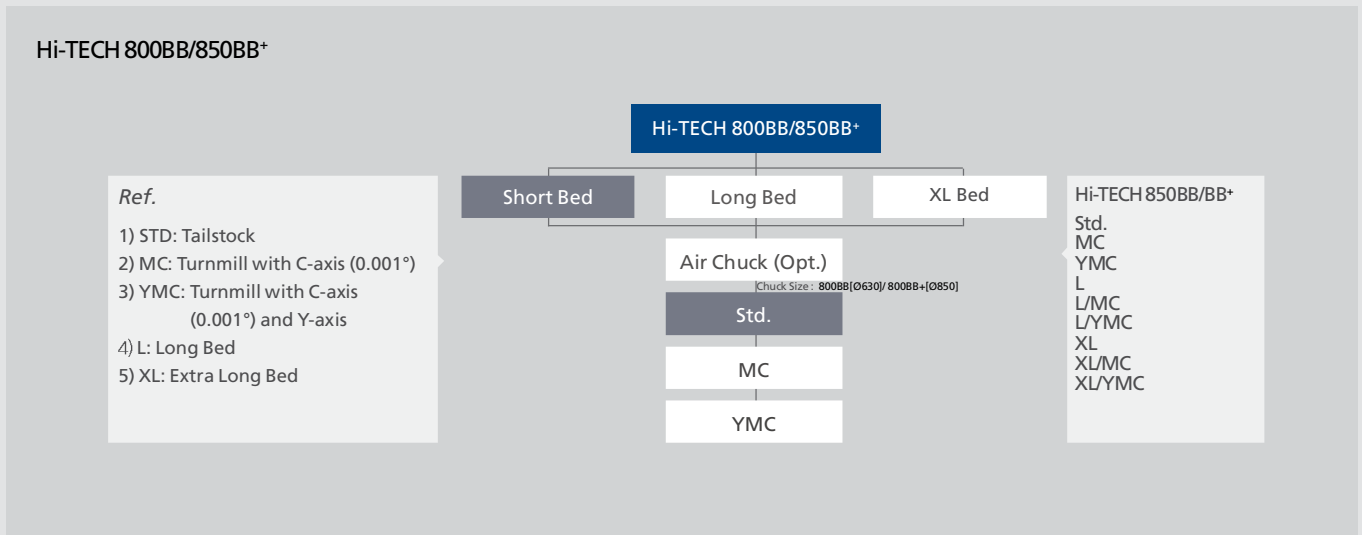 Hi-TECH 800BB/850BB⁺
Hi-TECH 800BB/850BB⁺
Short Bed
Long Bed
XL Bed
Ref.
1) STD: Tailstock
2) MC: Turnmill with C-axis (0.001°)
3) YMC: Turnmill with C-axis
(0.001°) and Y-axis
4) L: Long Bed
5) XL: Extra Long Bed
Air Chuck (Opt.)
Chuck Size : 800BB[Ø630]/ 800BB+[Ø850]
Std.
MC
YMC
Hi-TECH 850BB/BB⁺
Std.
MC
YMC
L
L/MC
L/YMC
XL
XL/MC
XL/YMC